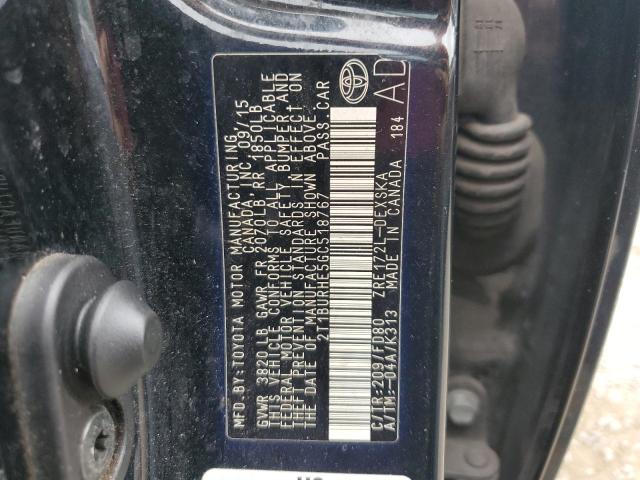 MFD.BY:TOYOTA MOTOR MANUFACTURING
CANADA, INC. 09/15
GVWR 3820LB GAWR FR 2070LB RR 1850LB
THIS VEHICLE CONFORMS TO ALL APPLICABLE
FEDERAL MOTOR VEHICLE SAFETY, BUMPER, AND
THEFT PREVENTION STANDARDS IN EFFECT ON
THE DATE OF MANUFACTURE SHOWN ABOVE.
2T1BURHE5GC518767 PASS.CAR
C/TR:209/FD80 ZRE172L-DEXSKA
A/TM:-04A/K313 MADE IN CANADA 184
AD